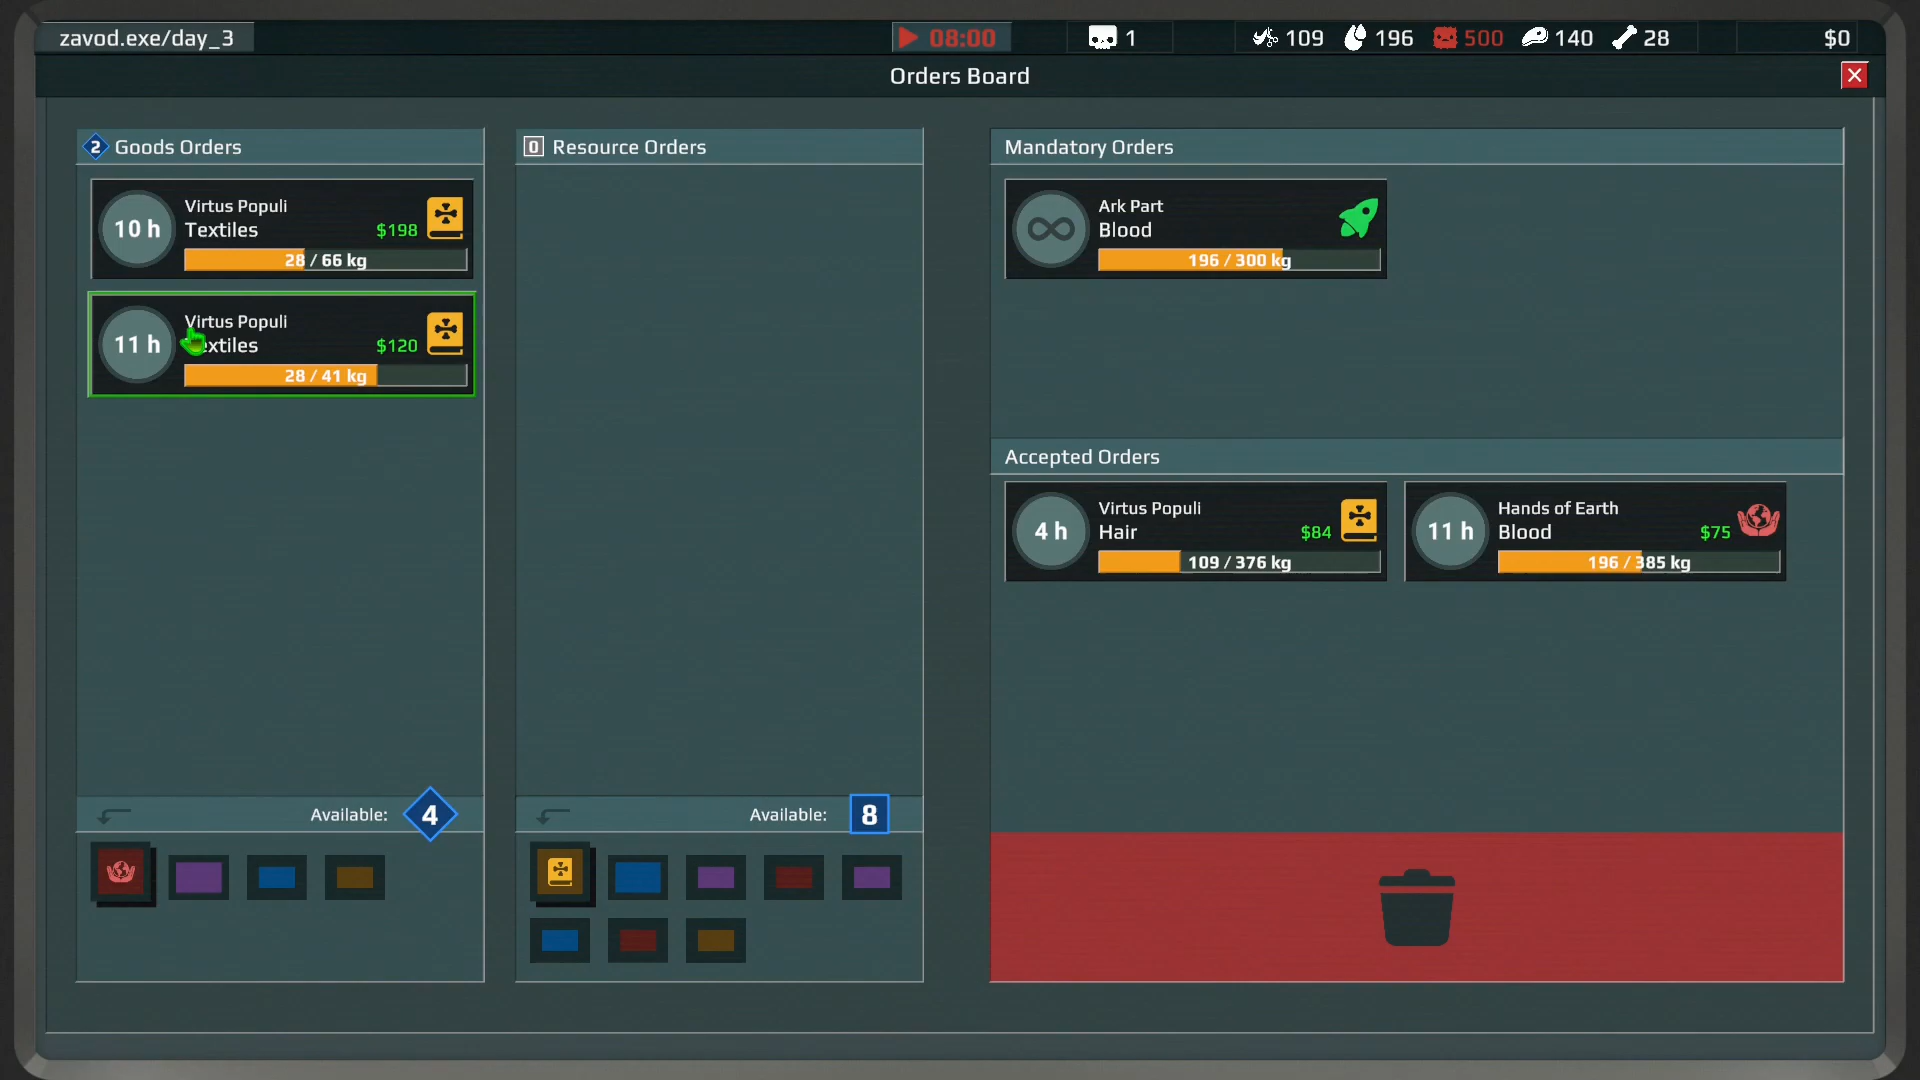 zavod.exe/day_3
08:00
1
109
196
500
140
28
$0
Orders Board
2 Goods Orders
10 h
Virtus Populi
Textiles
$198
28 / 66 kg
11 h
Virtus Populi
extiles
$120
28 / 41 kg
Available: 4
0 Resource Orders
Available: 8
Mandatory Orders
Ark Part
Blood
196 / 300 kg
Accepted Orders
4 h
Virtus Populi
Hair
$84
109 / 376 kg
11 h
Hands of Earth
Blood
$75
196 / 385 kg